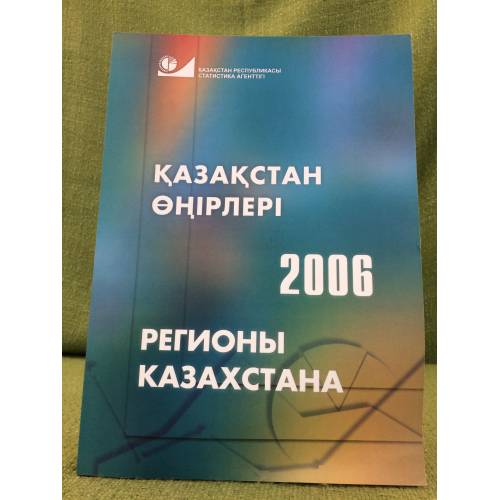 ҚАЗАҚСТАН РЕСПУБЛИКАСЫ
СТАТИСТИКА АГЕНТТІГІ
ҚАЗАҚСТАН
ӨҢІРЛЕРІ
2006
РЕГИОНЫ
КАЗАХСТАНА